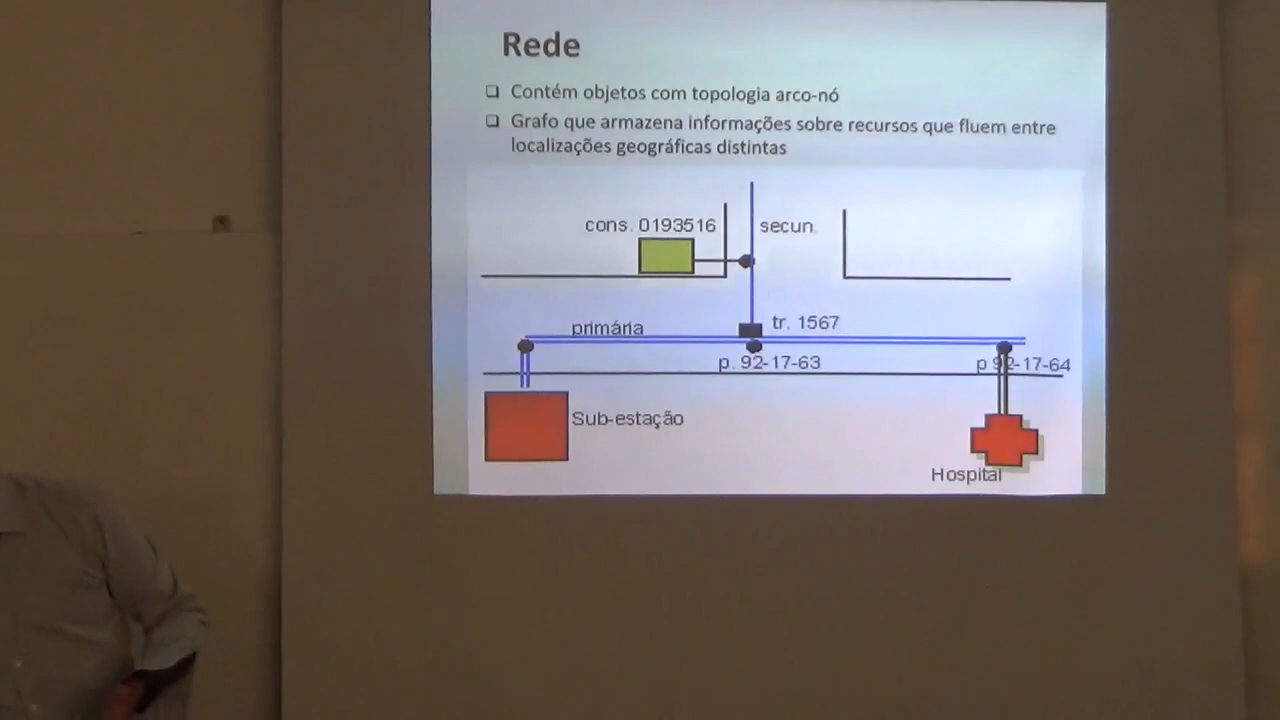 Rede
❑ Contém objetos com topologia arco-nó
❑ Grafo que armazena informações sobre recursos que fluem entre
localizações geográficas distintas
cons. 0193516
secun.
primária
tr. 1567
p. 92-17-63
p 92-17-64
Sub-estação
Hospital